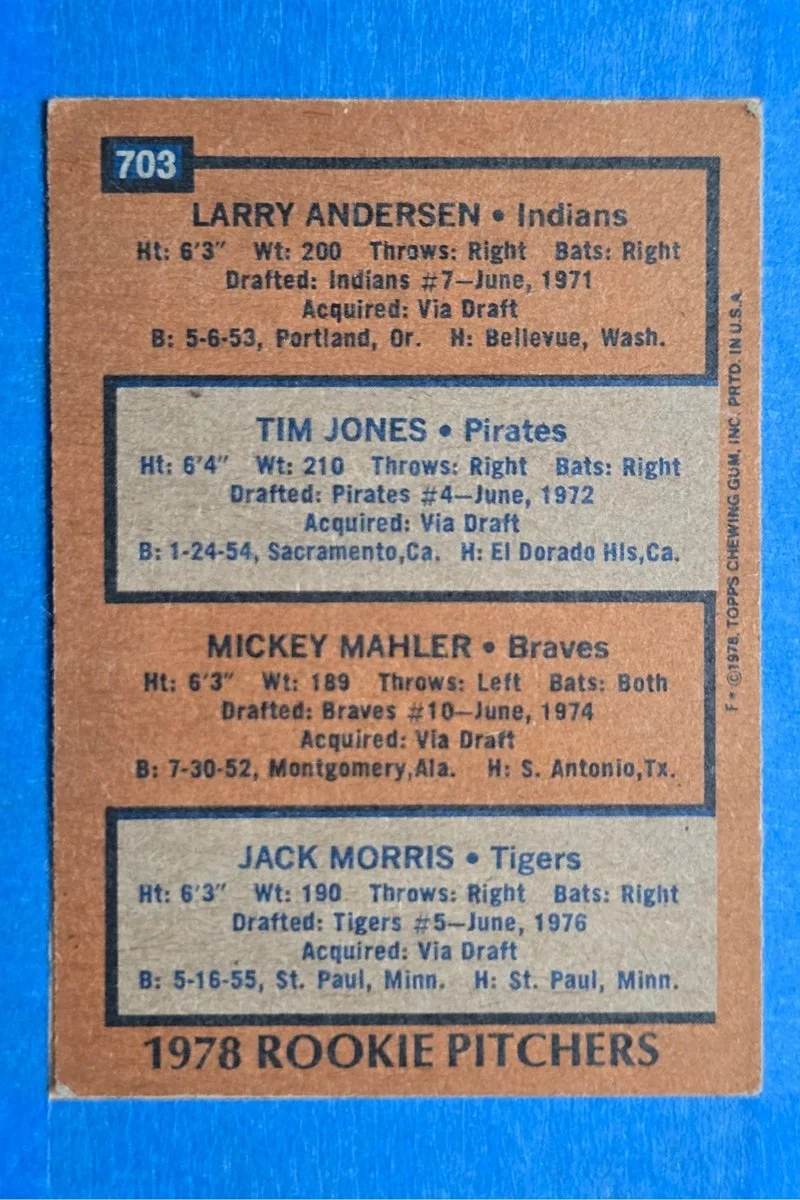 703
LARRY ANDERSEN • Indians
Ht: 6'3" Wt: 200 Throws: Right Bats: Right
Drafted: Indians #7—June, 1971
Acquired: Via Draft
B: 5-6-53, Portland, Or. H: Bellevue, Wash.
TIM JONES • Pirates
Ht: 6'4" Wt: 210 Throws: Right Bats: Right
Drafted: Pirates #4—June, 1972
Acquired: Via Draft
B: 1-24-54, Sacramento,Ca. H: El Dorado Hls,Ca.
MICKEY MAHLER • Braves
Ht: 6'3" Wt: 189 Throws: Left Bats: Both
Drafted: Braves #10—June, 1974
Acquired: Via Draft
B: 7-30-52, Montgomery,Ala. H: S. Antonio,Tx.
JACK MORRIS • Tigers
Ht: 6'3" Wt: 190 Throws: Right Bats: Right
Drafted: Tigers #5—June, 1976
Acquired: Via Draft
B: 5-16-55, St. Paul, Minn. H: St. Paul, Minn.
1978 ROOKIE PITCHERS
F* ©1978, TOPPS CHEWING GUM, INC. PRTD. IN U.S.A.